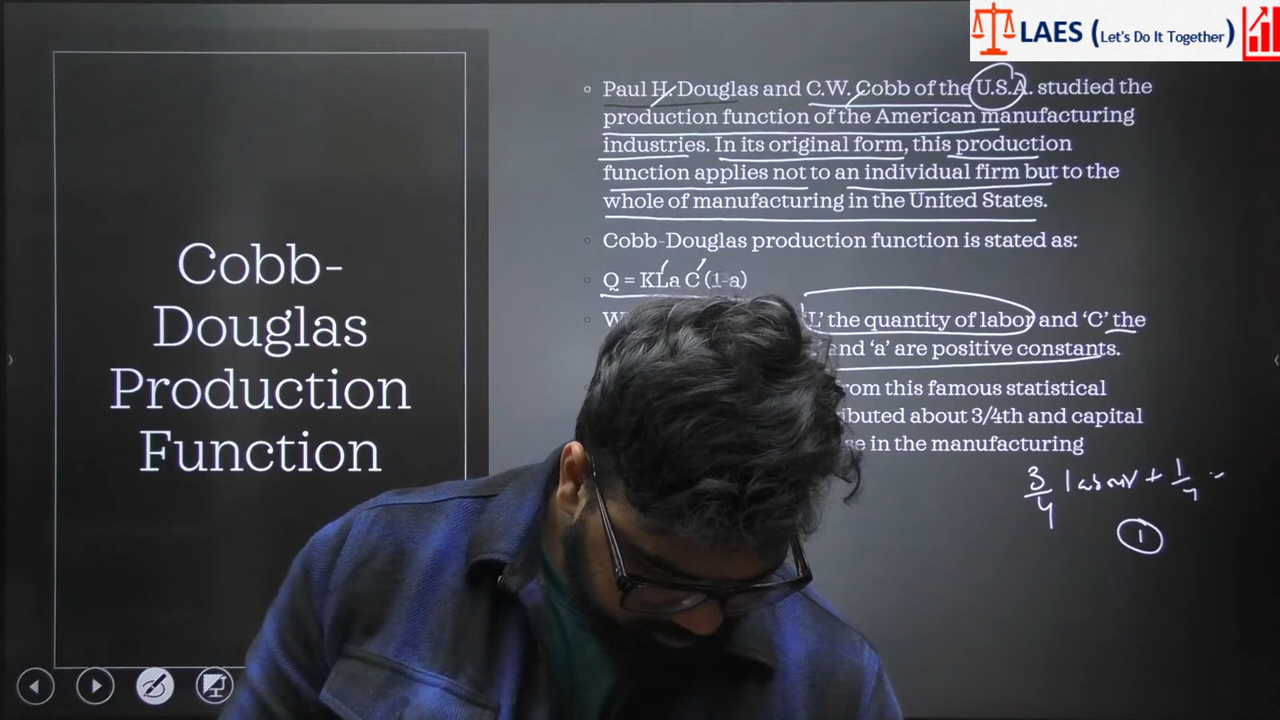 LAES (Let's Do It Together)
Cobb-
Douglas
Production
Function
Paul H. Douglas and C.W. Cobb of the U.S.A. studied the
production function of the American manufacturing
industries. In its original form, this production
function applies not to an individual firm but to the
whole of manufacturing in the United States.
Cobb-Douglas production function is stated as:
Q = KLa C (1-a)
L' the quantity of labor and ‘C’ the
and ‘a’ are positive constants.
rom this famous statistical
ibuted about 3/4th and capital
se in the manufacturing
3/4 labour + 1/4
1